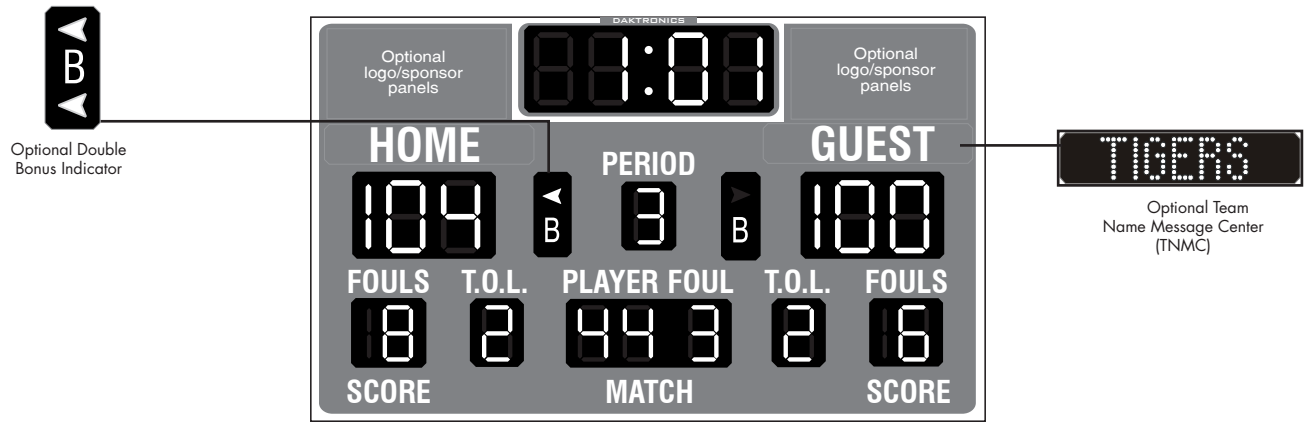 DAKTRONICS
B
Optional Double
Bonus Indicator
Optional
logo/sponsor
panels
1:01
Optional
logo/sponsor
panels
HOME
PERIOD
GUEST
TIGERS
Optional Team
Name Message Center
(TNMC)
104
B
3
B
100
FOULS T.O.L. PLAYER FOUL T.O.L. FOULS
8 2 44 3 2 6
SCORE MATCH SCORE